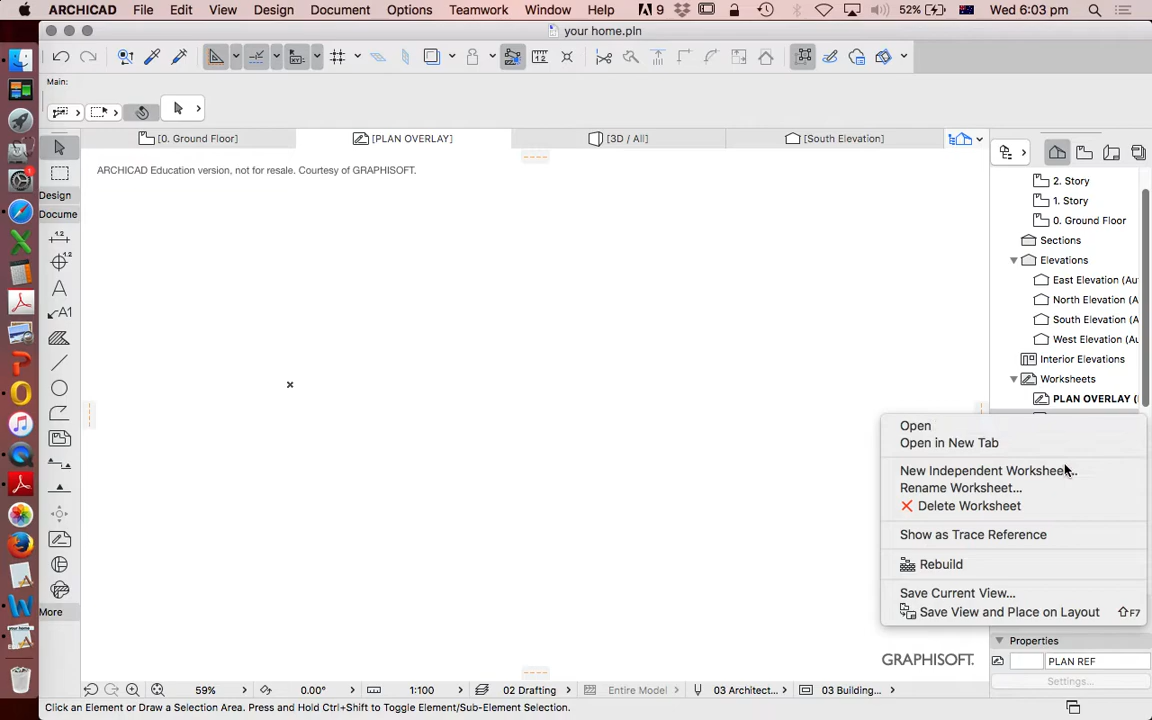 ARCHICAD File Edit View Design Document Options Teamwork Window Help 9 52% Wed 6:03 pm
your home.pln
Main:
[0. Ground Floor] [PLAN OVERLAY] [3D / All] [South Elevation]
ARCHICAD Education version, not for resale. Courtesy of GRAPHISOFT.
Design
Docume
More
2. Story
1. Story
0. Ground Floor
Sections
Elevations
East Elevation (Au
North Elevation (A
South Elevation (A
West Elevation (Au
Interior Elevations
Worksheets
PLAN OVERLAY (
Open
Open in New Tab
New Independent Worksheet...
Rename Worksheet...
Delete Worksheet
Show as Trace Reference
Rebuild
Save Current View...
Save View and Place on Layout ⇧F7
Properties
PLAN REF
Settings...
GRAPHISOFT.
59% 0.00° 1:100 02 Drafting Entire Model 03 Architect... 03 Building...
Click an Element or Draw a Selection Area. Press and Hold Ctrl+Shift to Toggle Element/Sub-Element Selection.